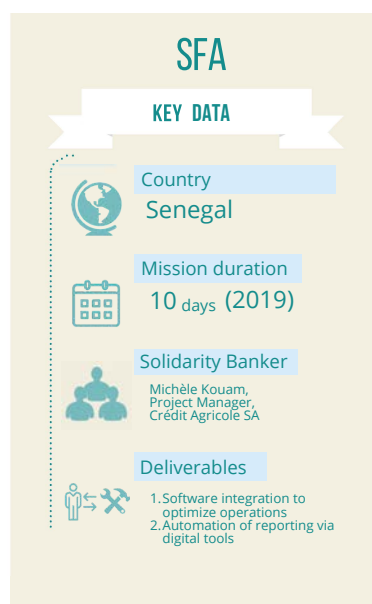 SFA
KEY DATA
Country
Senegal
Mission duration
10 days (2019)
Solidarity Banker
Michèle Kouam,
Project Manager,
Crédit Agricole SA
Deliverables
1. Software integration to
optimize operations
2. Automation of reporting via
digital tools